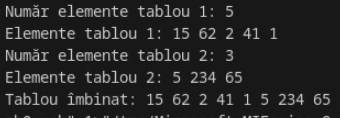 Număr elemente tablou 1: 5
Elemente tablou 1: 15 62 2 41 1
Număr elemente tablou 2: 3
Elemente tablou 2: 5 234 65
Tablou îmbinat: 15 62 2 41 1 5 234 65